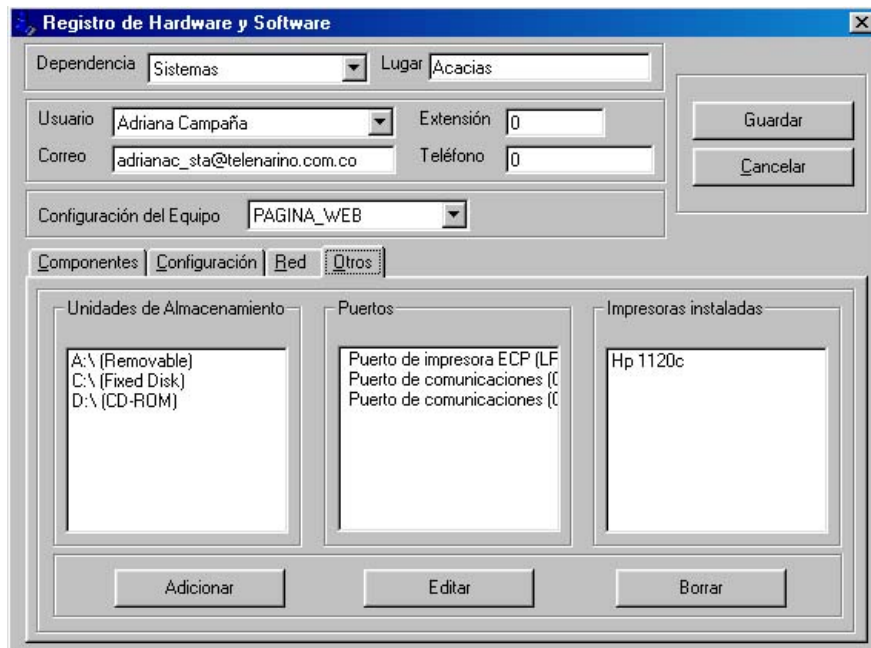 Registro de Hardware y Software
Dependencia Sistemas Lugar Acacias
Usuario Adriana Campaña Extensión 0
Correo adrianac_sta@telenarino.com.co Teléfono 0
Guardar
Cancelar
Configuración del Equipo PAGINA_WEB
Componentes Configuración Red Otros
Unidades de Almacenamiento Puertos Impresoras instaladas
A:\ (Removable) Puerto de impresora ECP (LF Hp 1120c
C:\ (Fixed Disk) Puerto de comunicaciones (C
D:\ (CD-ROM) Puerto de comunicaciones (C
Adicionar Editar Borrar